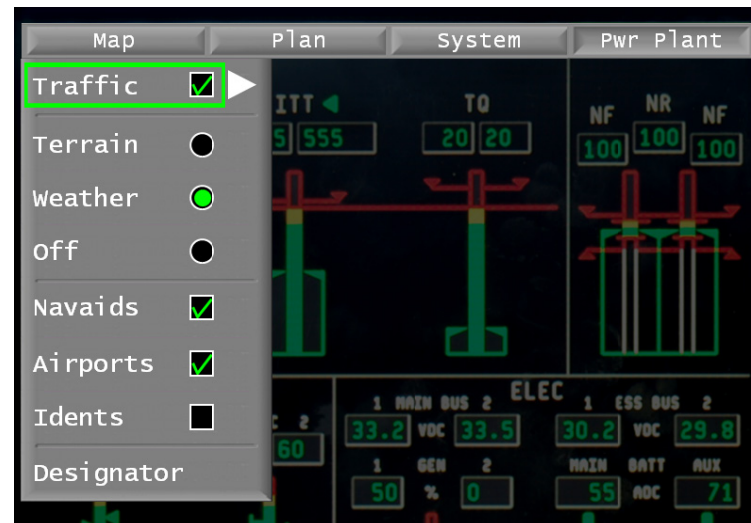 Map Plan System Pwr Plant
Traffic
Terrain
Weather
Off
Navaids
Airports
Idents
Designator
ITT TQ
5 555 20 20
NF NR NF
100 100 100
ELEC
1 MAIN BUS 2 1 ESS BUS 2
33.2 VDC 33.5 30.2 VDC 29.8
2
60
1 GEN 2 MAIN BATT AUX
50 % 0 55 ADC 71